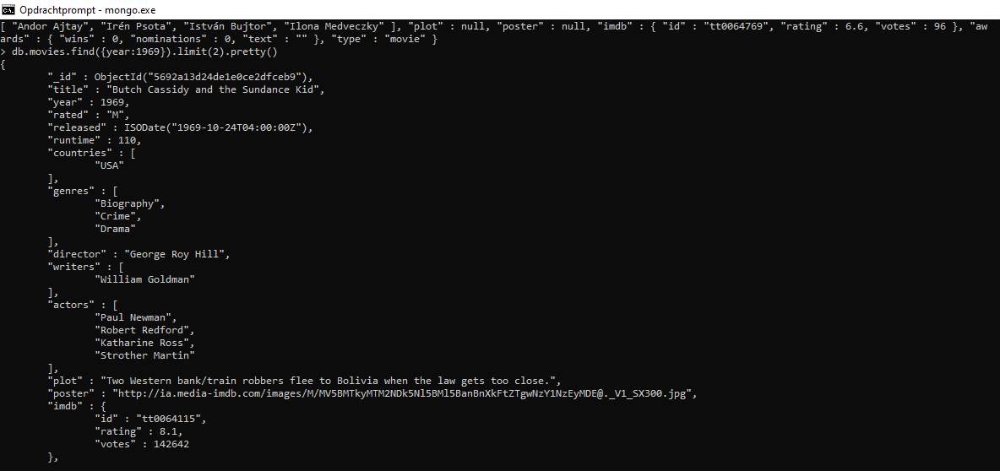 Opdrachtprompt - mongo.exe
[ "Andor Ajtay", "Irén Psota", "István Bujtor", "Ilona Medveczky" ], "plot" : null, "poster" : null, "imdb" : { "id" : "tt0064769", "rating" : 6.6, "votes" : 96 }, "aw
ards" : { "wins" : 0, "nominations" : 0, "text" : "" }, "type" : "movie" }
> db.movies.find({year:1969}).limit(2).pretty()
{
"_id" : ObjectId("5692a13d24de1e0ce2dfceb9"),
"title" : "Butch Cassidy and the Sundance Kid",
"year" : 1969,
"rated" : "M",
"released" : ISODate("1969-10-24T04:00:00Z"),
"runtime" : 110,
"countries" : [
"USA"
],
"genres" : [
"Biography",
"Crime",
"Drama"
],
"director" : "George Roy Hill",
"writers" : [
"William Goldman"
],
"actors" : [
"Paul Newman",
"Robert Redford",
"Katharine Ross",
"Strother Martin"
],
"plot" : "Two Western bank/train robbers flee to Bolivia when the law gets too close.",
"poster" : "http://ia.media-imdb.com/images/M/MV5BMTkyMTM2NDk5Nl5BMl5BanBnXkFtZTgwNzY1NzEyMDE@._V1_SX300.jpg",
"imdb" : {
"id" : "tt0064115",
"rating" : 8.1,
"votes" : 142642
},